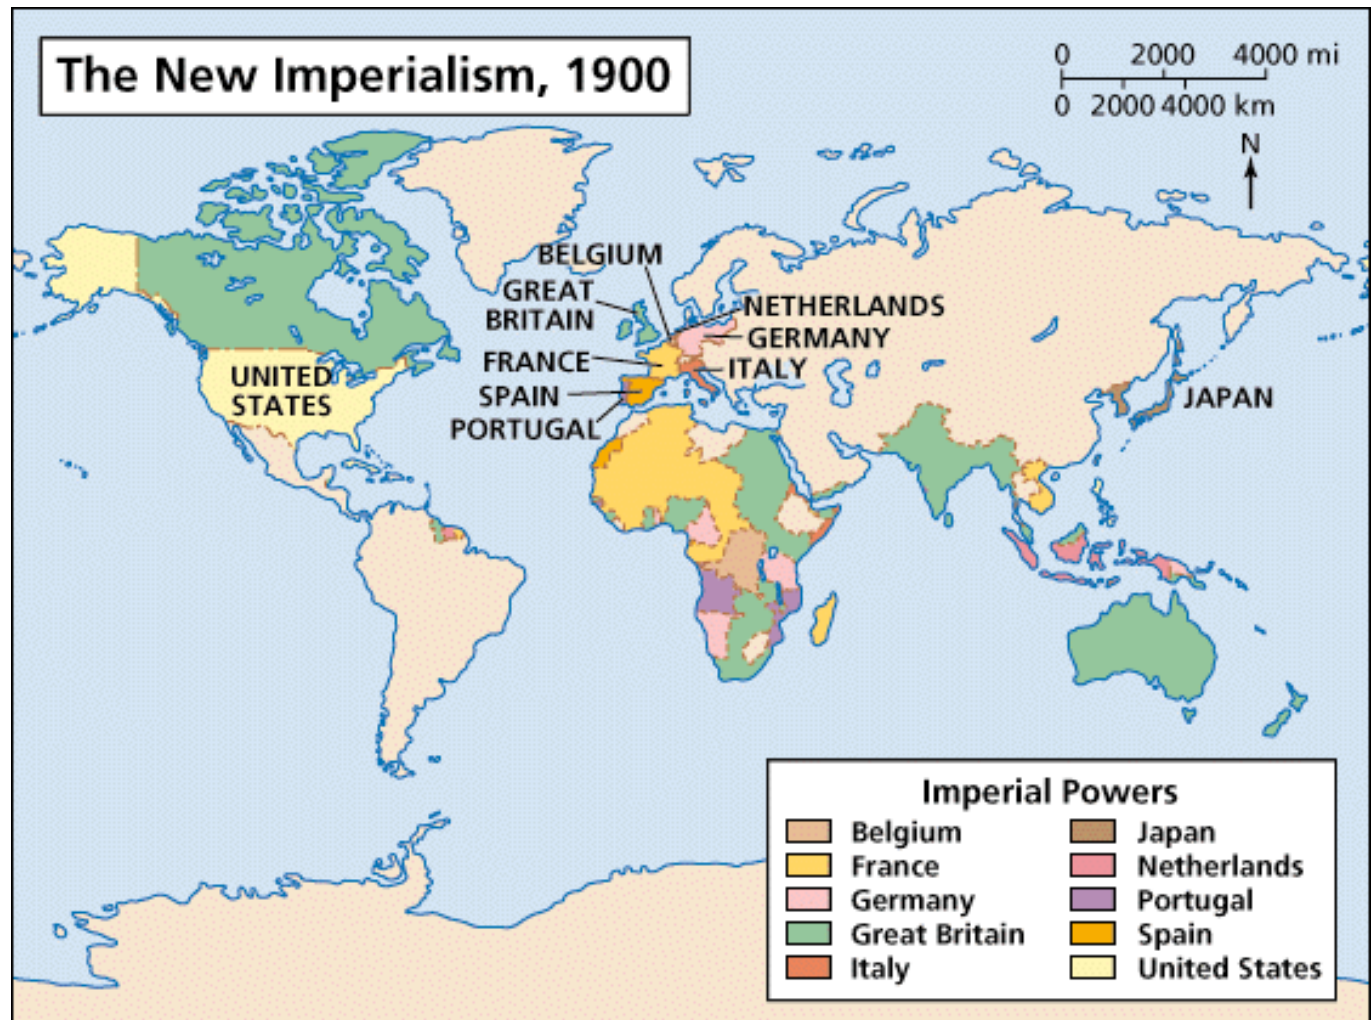 The New Imperialism, 1900
0 2000 4000 mi
0 2000 4000 km
N
BELGIUM
GREAT
BRITAIN
NETHERLANDS
GERMANY
FRANCE
ITALY
UNITED
STATES
SPAIN
JAPAN
PORTUGAL
Imperial Powers
Belgium
France
Germany
Great Britain
Italy
Japan
Netherlands
Portugal
Spain
United States